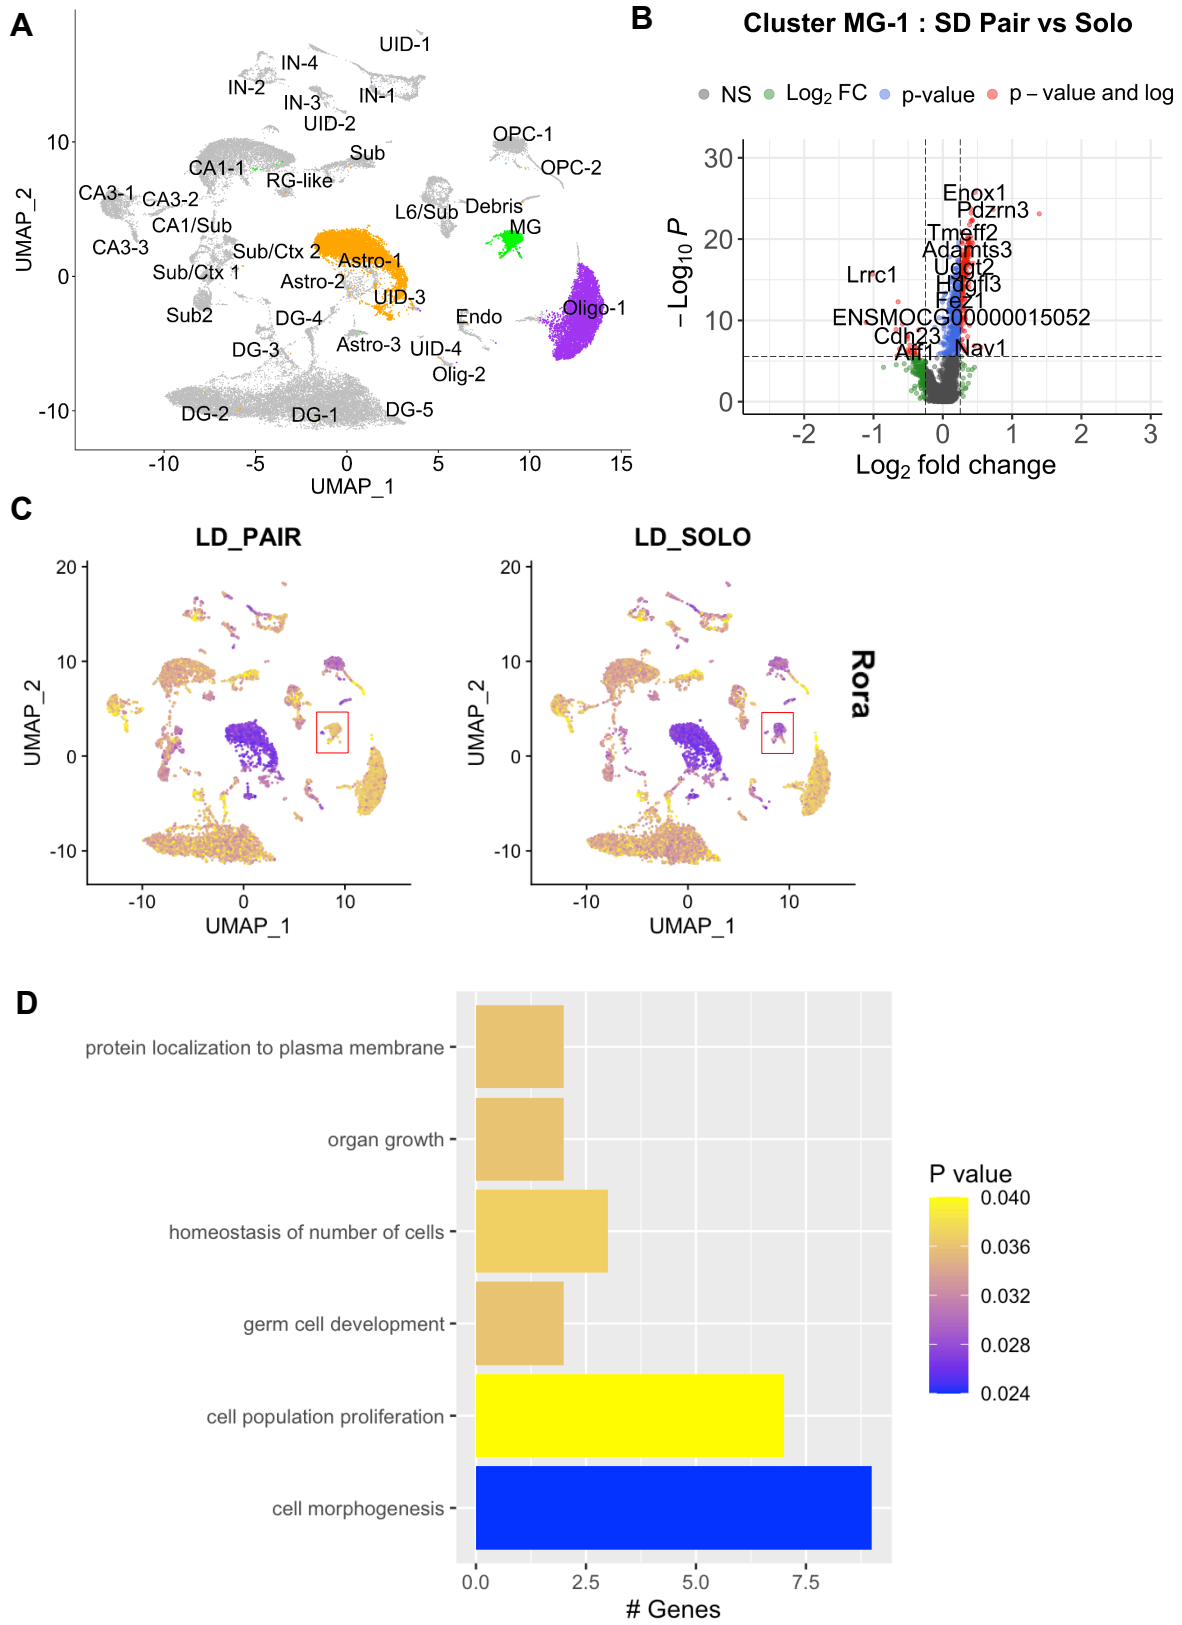 A
UMAP_2
10
0
-10
-10
-5
0
5
10
15
UMAP_1
UID-1
IN-4
IN-2
IN-3
IN-1
UID-2
OPC-1
Sub
CA1-1
OPC-2
RG-like
CA3-1
CA3-2
L6/Sub
Debris
CA1/Sub
MG
CA3-3
Sub/Ctx 2
Astro-1
Sub/Ctx 1
Astro-2
UID-3
Sub2
DG-4
Endo
Oligo-1
DG-3
Astro-3
UID-4
Olig-2
DG-2
DG-1
DG-5
B
Cluster MG-1 : SD Pair vs Solo
NS
Log2 FC
p-value
p – value and log
–Log10 P
30
20
10
0
Enox1
Pdzrn3
Tmeff2
Adamts3
Uggt2
Lrrc1
Hdgfl3
Fez1
ENSMOCG00000015052
Cdh23
Aff1
Nav1
-2
-1
0
1
2
3
Log2 fold change
C
LD_PAIR
UMAP_2
20
10
0
-10
-10
0
10
UMAP_1
LD_SOLO
UMAP_2
20
10
0
-10
-10
0
10
UMAP_1
Rora
D
protein localization to plasma membrane
organ growth
homeostasis of number of cells
germ cell development
cell population proliferation
cell morphogenesis
0.0
2.5
5.0
7.5
# Genes
P value
0.040
0.036
0.032
0.028
0.024